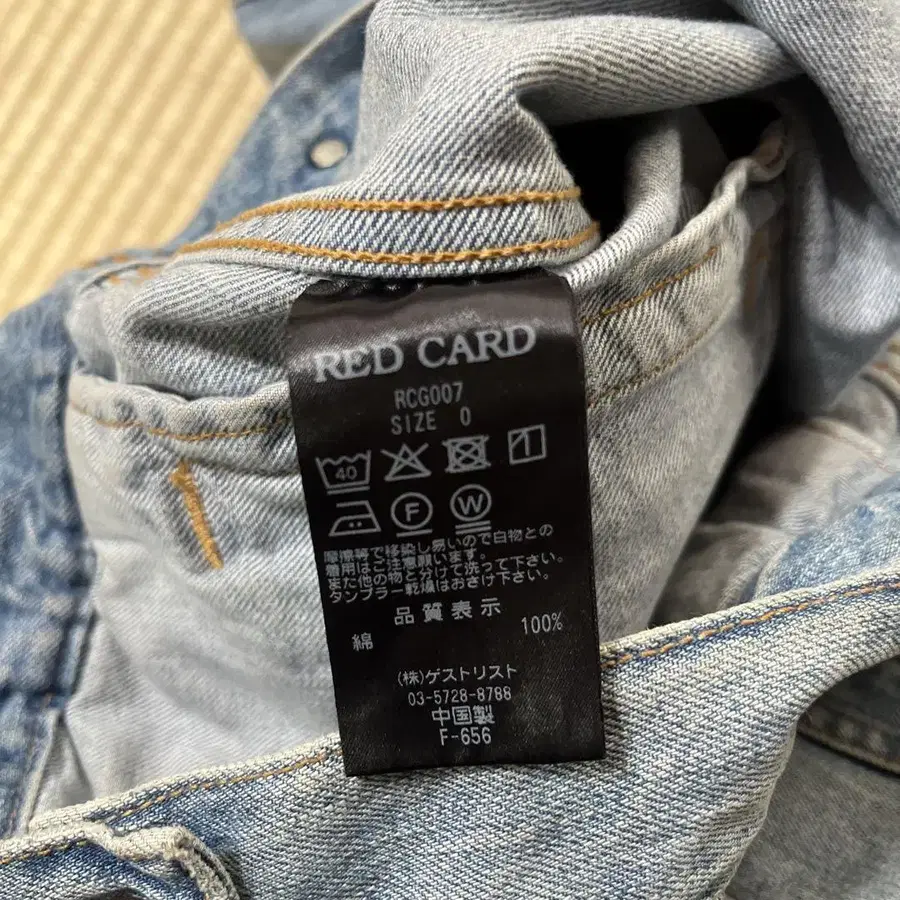 RED CARD
RCG007
SIZE 0
40
F W
摩擦等で移染し易いので白物との
着用はご注意願います。
また他の物と分けて洗って下さい。
タンブラー乾燥はおさけ下さい。
品質表示
綿 100%
(株)ゲストリスト
03-5728-8788
中国製
F-656